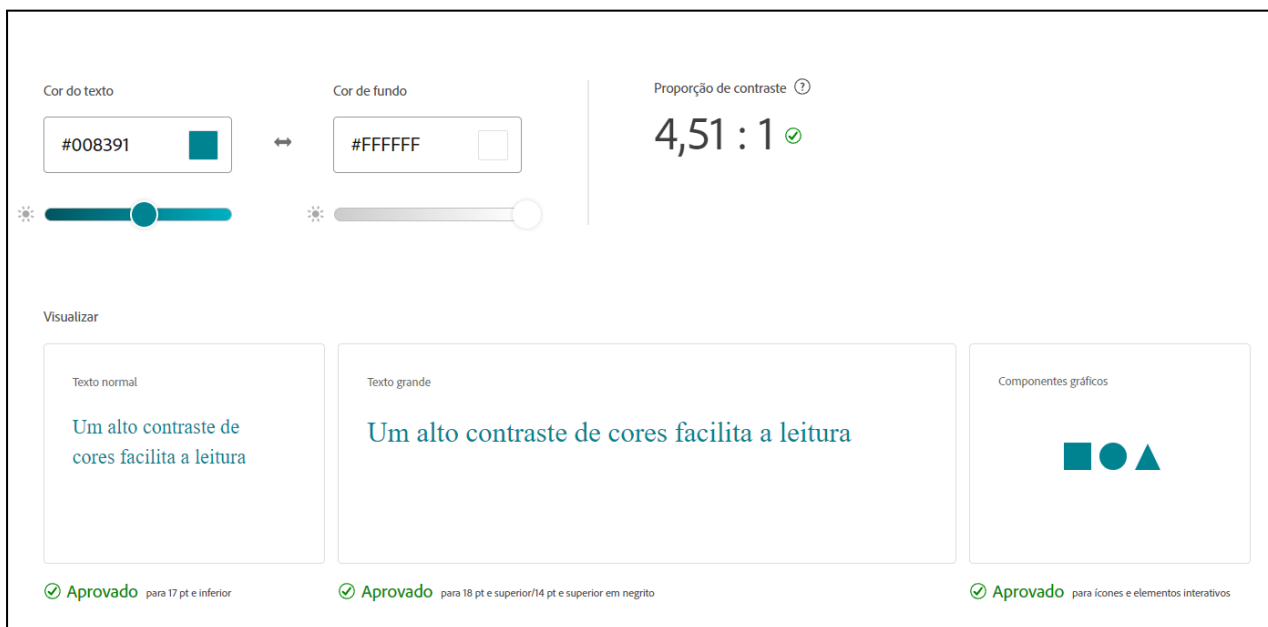 Cor do texto
Cor de fundo
Proporção de contraste ?
#008391
#FFFFFF
4,51 : 1
Visualizar
Texto normal
Um alto contraste de
cores facilita a leitura
Texto grande
Um alto contraste de cores facilita a leitura
Componentes gráficos
Aprovado para 17 pt e inferior
Aprovado para 18 pt e superior/14 pt e superior em negrito
Aprovado para ícones e elementos interativos